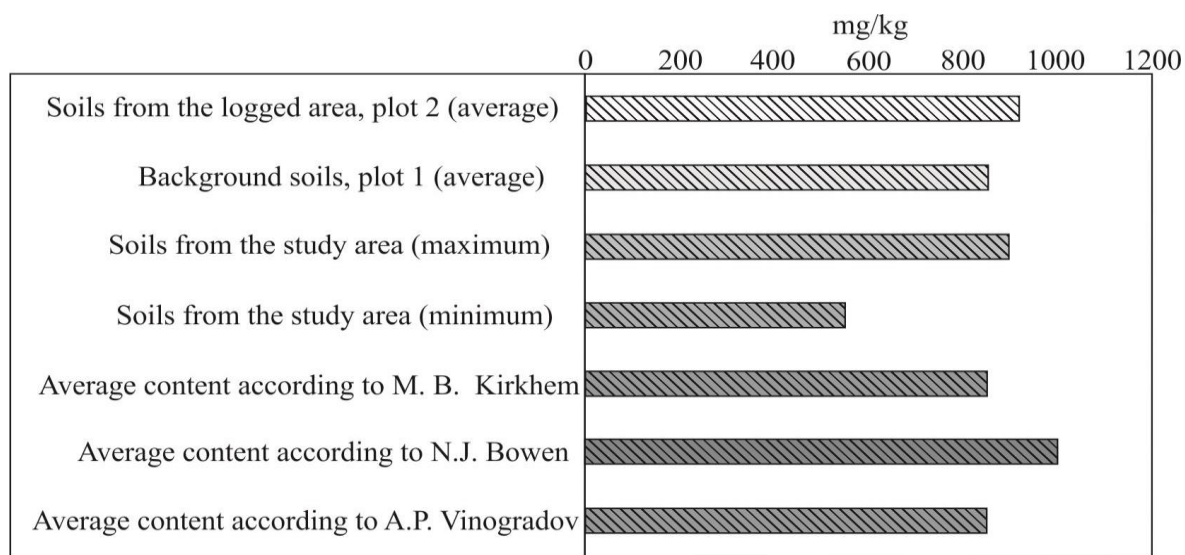 mg/kg
0 200 400 600 800 1000 1200
Soils from the logged area, plot 2 (average)
Background soils, plot 1 (average)
Soils from the study area (maximum)
Soils from the study area (minimum)
Average content according to M. B. Kirkhem
Average content according to N.J. Bowen
Average content according to A.P. Vinogradov